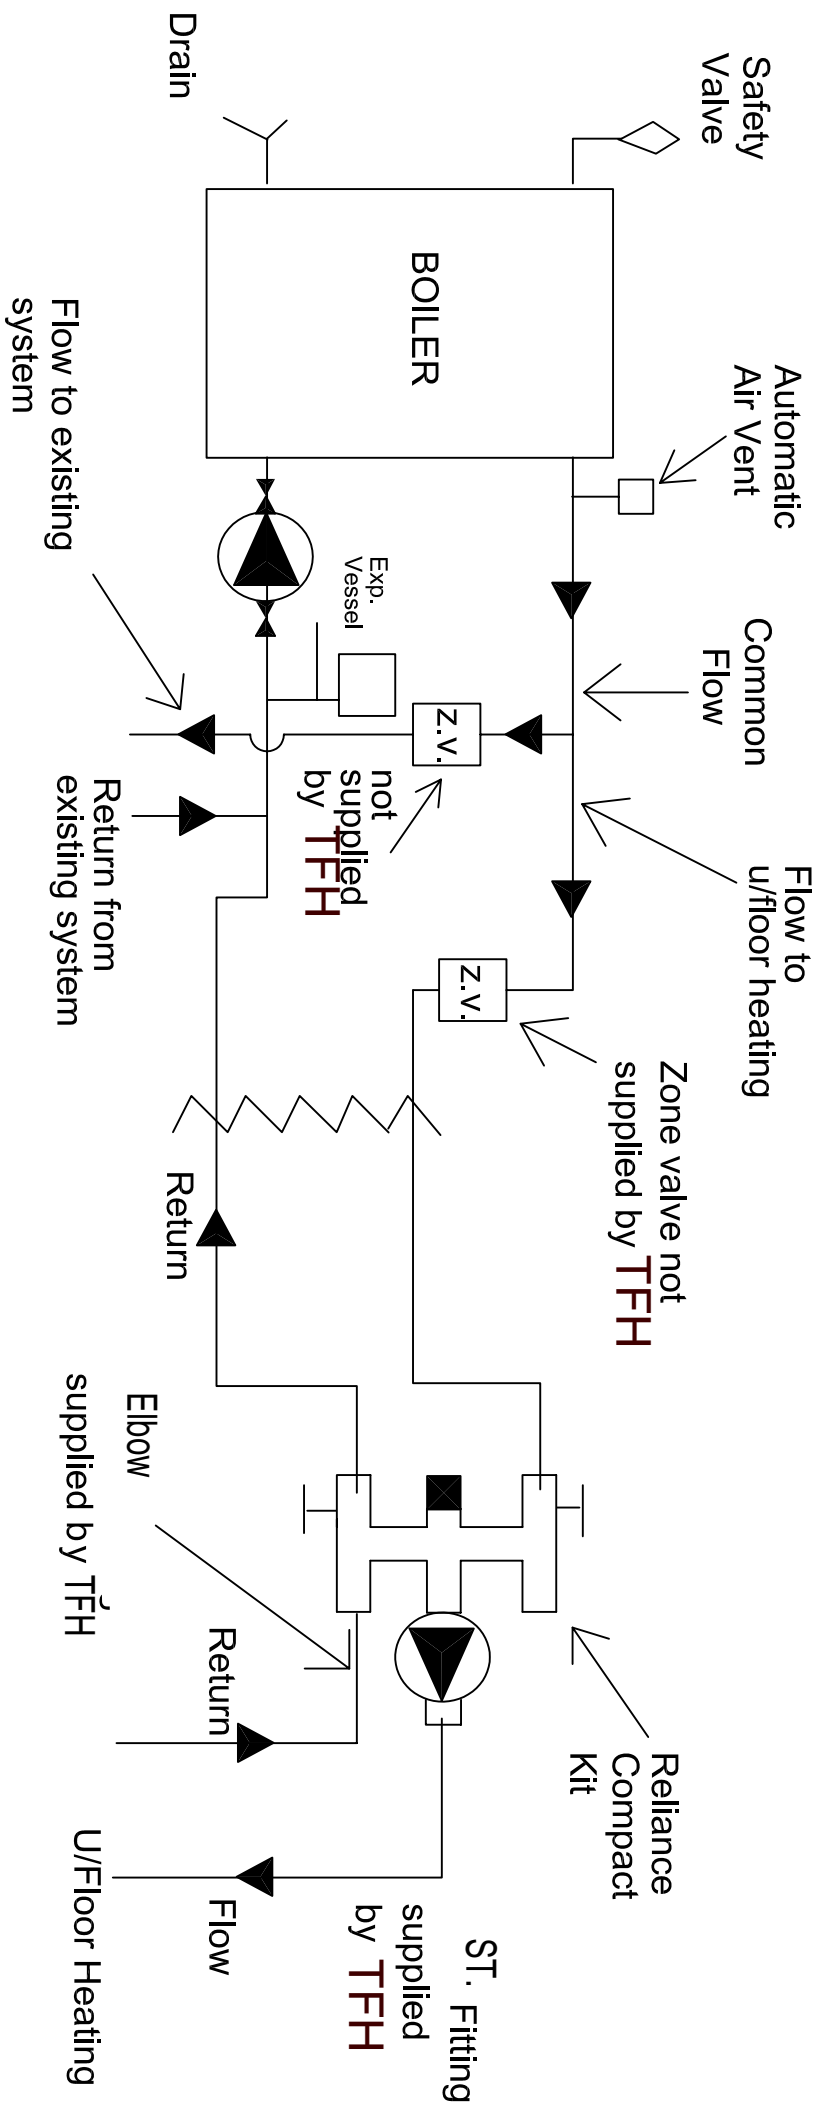 Safety
Valve
Automatic
Air Vent
Common
Flow
Flow to
u/floor heating
Zone valve not
supplied by TFH
Reliance
Compact
Kit
BOILER
z.v.
z.v.
Exp.
Vessel
not
supplied
by TFH
ST. Fitting
supplied
by TFH
Drain
Flow to existing
system
Return from
existing system
Return
Elbow
supplied by TFH
Return
Flow
U/Floor Heating